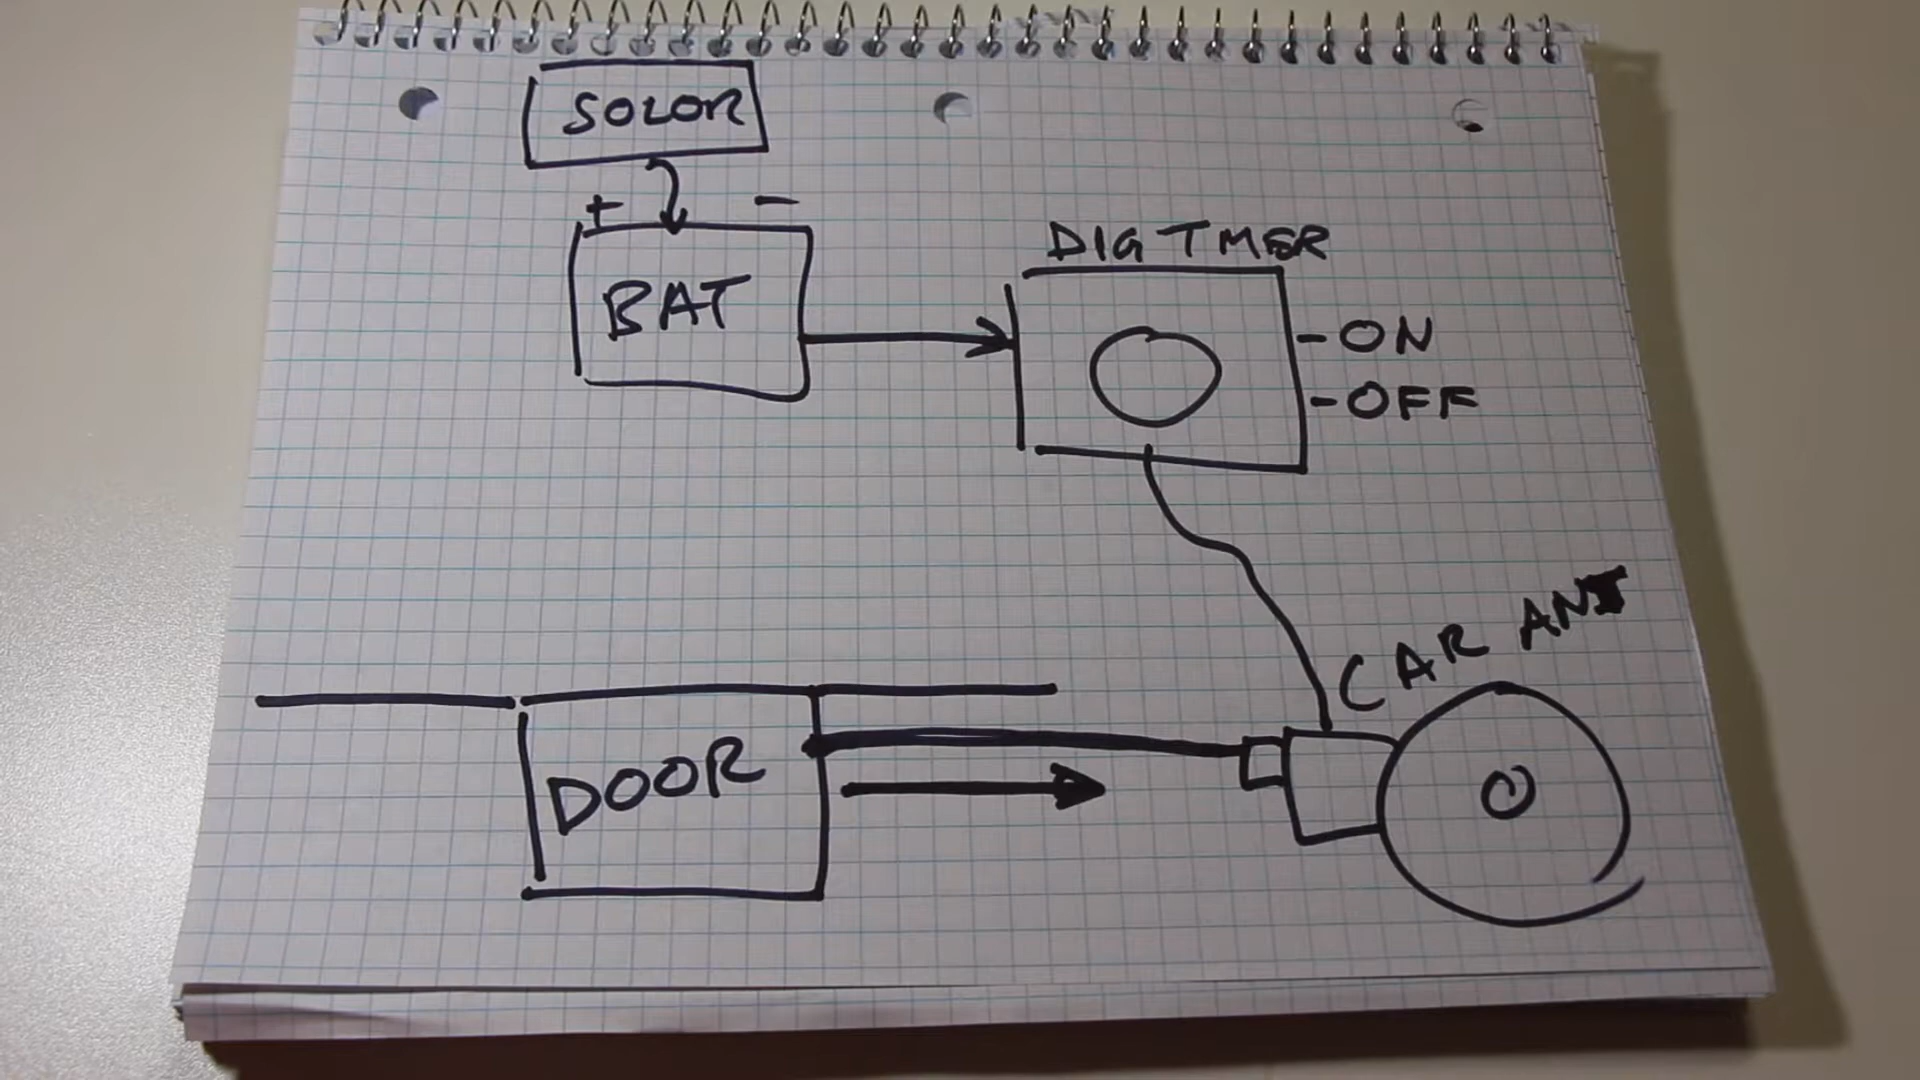 SOLOR
+ -
BAT
DIG TMER
-ON
-OFF
CAR ANT
DOOR